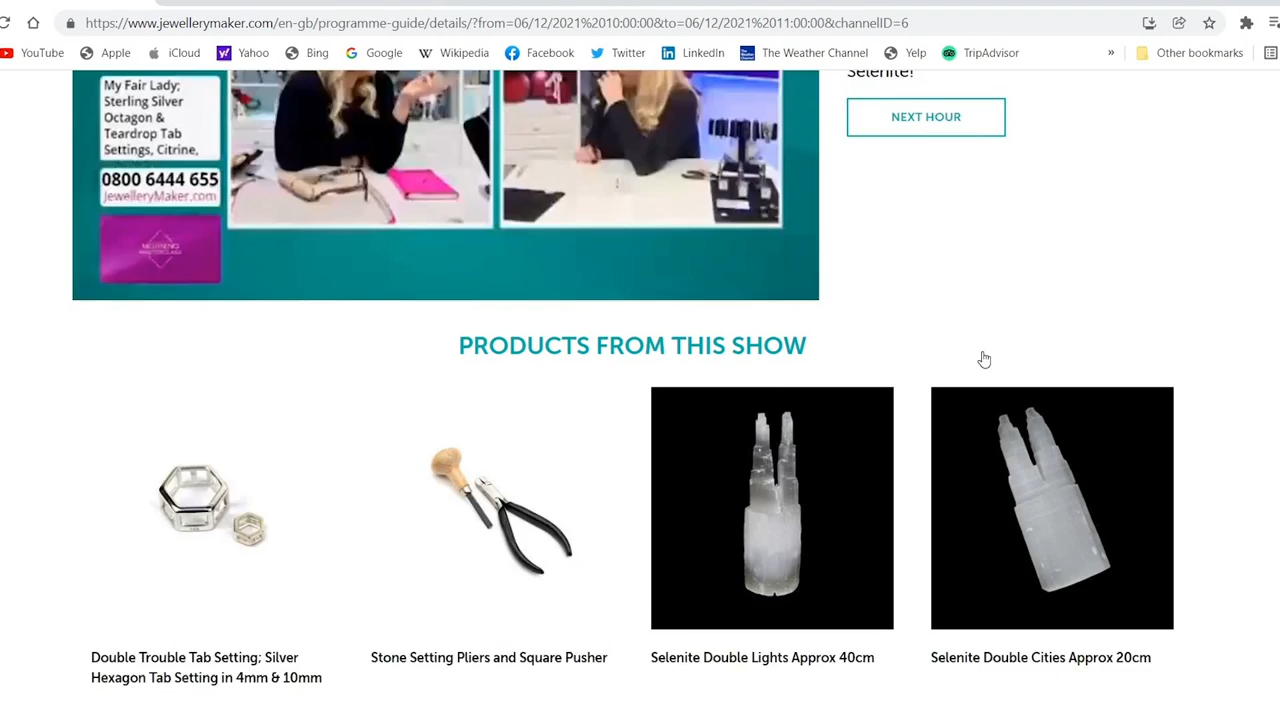 https://www.jewellerymaker.com/en-gb/programme-guide/details/?from=06/12/2021%2010:00:00&to=06/12/2021%2011:00:00&channelID=6
YouTube Apple iCloud Yahoo Bing Google Wikipedia Facebook Twitter LinkedIn The Weather Channel Yelp TripAdvisor » Other bookmarks
Selenite!
NEXT HOUR
My Fair Lady;
Sterling Silver
Octagon &
Teardrop Tab
Settings, Citrine,
0800 6444 655
JewelleryMaker.com
MORNING
MASTERCLASS
PRODUCTS FROM THIS SHOW
Double Trouble Tab Setting; Silver
Hexagon Tab Setting in 4mm & 10mm
Stone Setting Pliers and Square Pusher
Selenite Double Lights Approx 40cm
Selenite Double Cities Approx 20cm